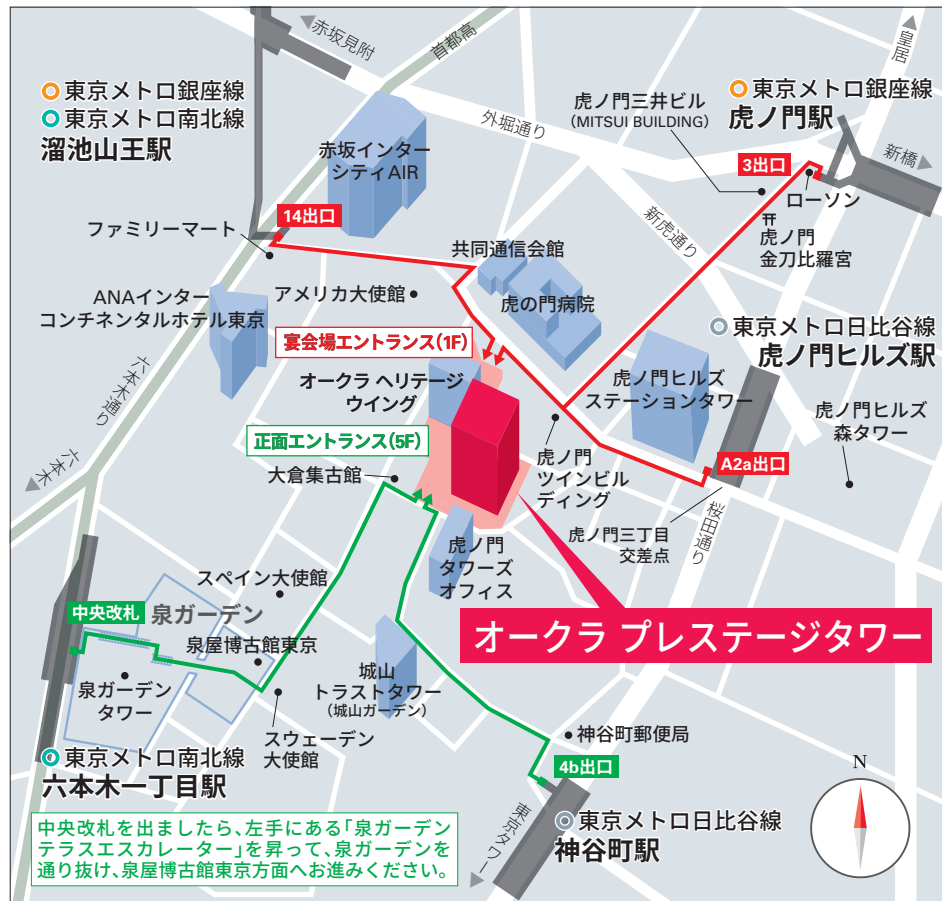 赤坂見附
首都高
皇居
東京メトロ銀座線
東京メトロ南北線
溜池山王駅
外堀通り
虎ノ門三井ビル
(MITSUI BUILDING)
東京メトロ銀座線
虎ノ門駅
新橋
赤坂インター
シティAIR
3出口
ローソン
14出口
ファミリーマート
新虎通り
虎ノ門
金刀比羅宮
共同通信会館
アメリカ大使館
虎の門病院
ANAインター
コンチネンタルホテル東京
東京メトロ日比谷線
虎ノ門ヒルズ駅
宴会場エントランス(1F)
オークラ ヘリテージ
ウイング
虎ノ門ヒルズ
ステーションタワー
六本木通り
虎ノ門ヒルズ
森タワー
正面エントランス(5F)
六本木
大倉集古館
虎ノ門
ツインビル
ディング
A2a出口
虎ノ門三丁目
交差点
桜田通り
虎ノ門
タワーズ
オフィス
スペイン大使館
中央改札
泉ガーデン
泉屋博古館東京
オークラ プレステージタワー
泉ガーデン
タワー
城山
トラストタワー
(城山ガーデン)
スウェーデン
大使館
神谷町郵便局
東京メトロ南北線
六本木一丁目駅
4b出口
N
東京タワー
東京メトロ日比谷線
神谷町駅
中央改札を出ましたら、左手にある「泉ガーデン
テラスエスカレーター」を昇って、泉ガーデンを
通り抜け、泉屋博古館東京方面へお進みください。